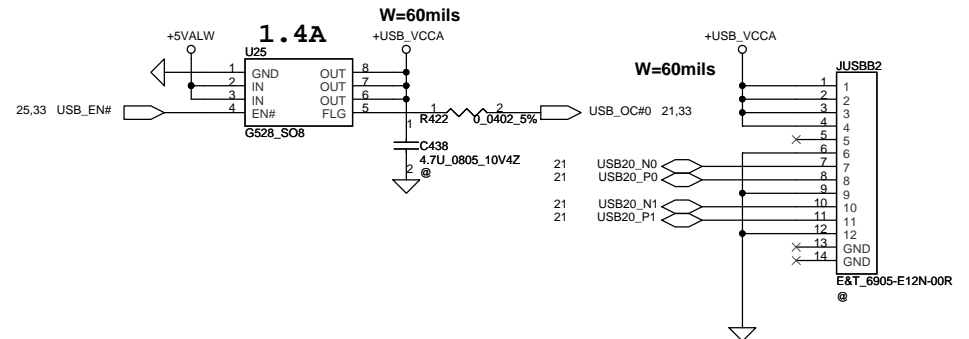 W=60mils
+5VALW
1.4A
+USB_VCCA
U25
1 GND OUT 8
2 IN OUT 7
3 IN OUT 6
4 EN# FLG 5
G528_SO8
25,33 USB_EN#
1 2
R422 0_0402_5%
USB_OC#0 21,33
1
C438
4.7U_0805_10V4Z
2 @
+USB_VCCA
W=60mils
JUSBB2
1 1
2 2
3 3
4 4
5 5
6 6
21 USB20_N0 7 7
21 USB20_P0 8 8
9 9
21 USB20_N1 10 10
21 USB20_P1 11 11
12 12
13 GND
14 GND
E&T_6905-E12N-00R
@